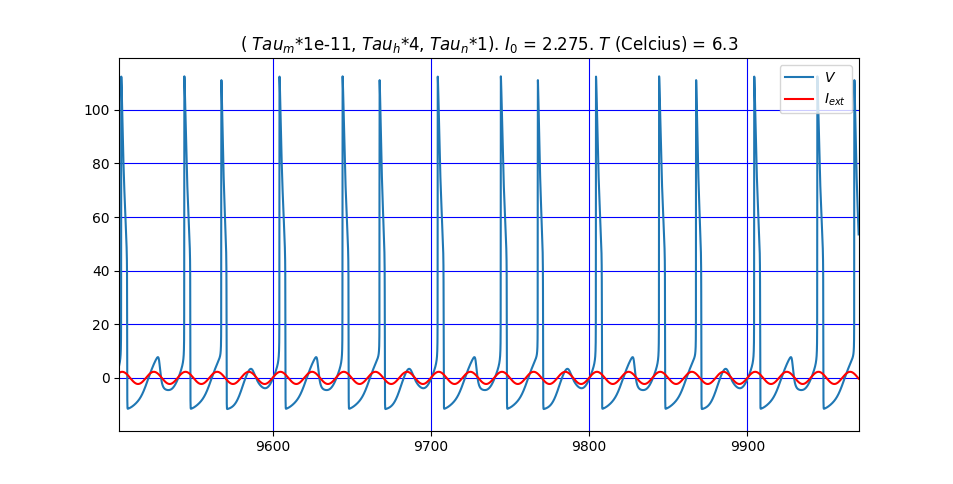 ( Tau_m*1e-11, Tau_h*4, Tau_n*1). I_0 = 2.275. T (Celcius) = 6.3
V
I_ext
100
80
60
40
20
0
9600 9700 9800 9900